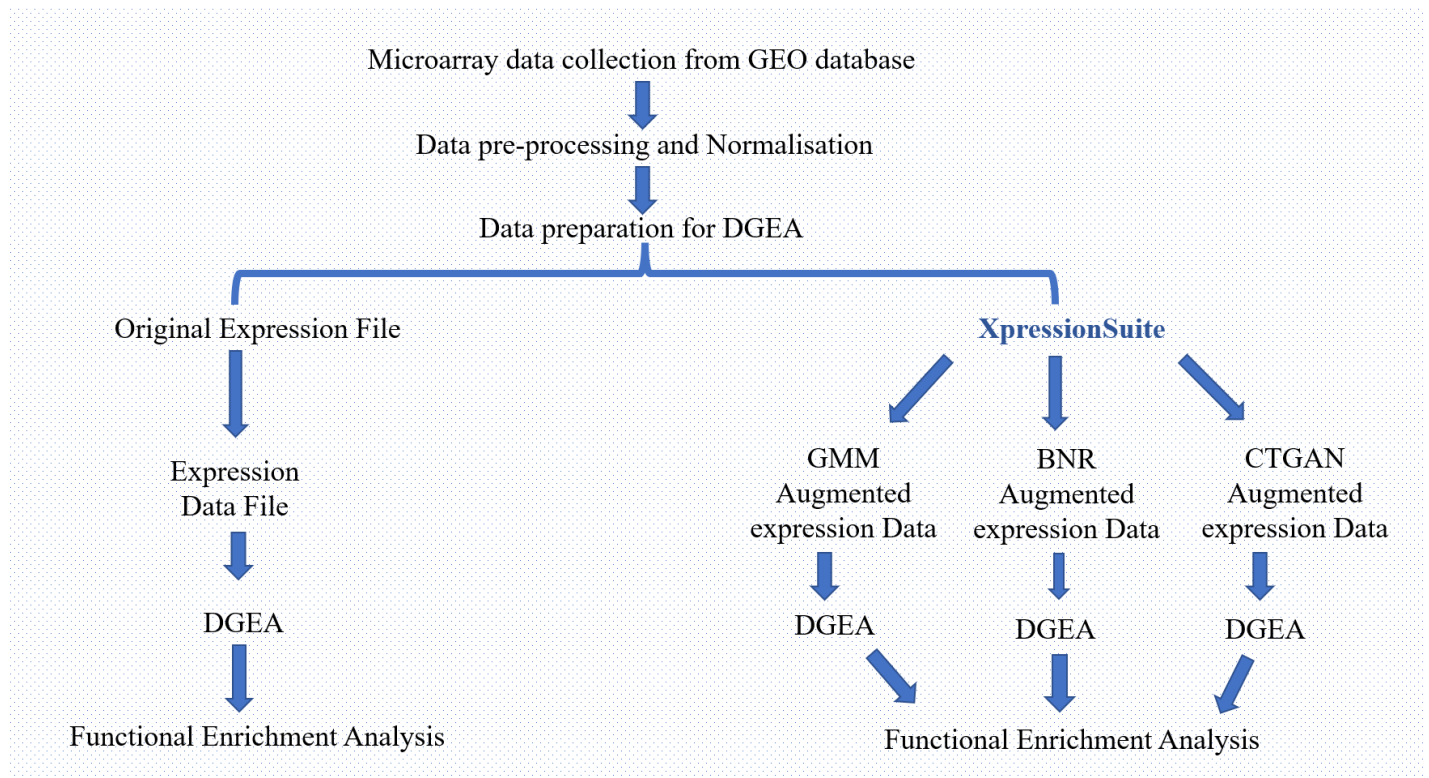 Microarray data collection from GEO database
Data pre-processing and Normalisation
Data preparation for DGEA
Original Expression File
XpressionSuite
Expression
Data File
DGEA
Functional Enrichment Analysis
GMM
Augmented
expression Data
BNR
Augmented
expression Data
CTGAN
Augmented
expression Data
DGEA
DGEA
DGEA
Functional Enrichment Analysis